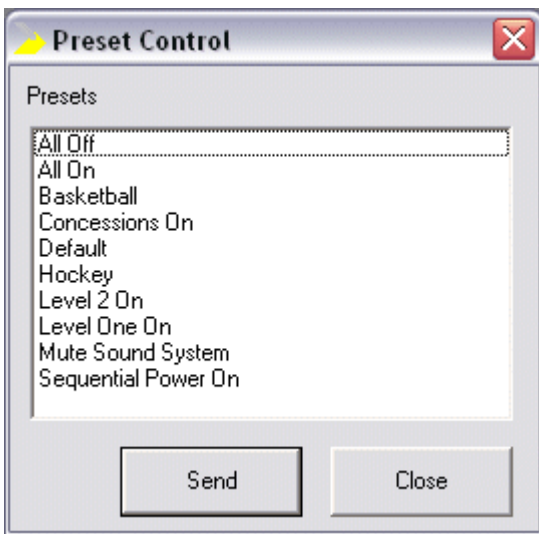 Preset Control
Presets
All Off
All On
Basketball
Concessions On
Default
Hockey
Level 2 On
Level One On
Mute Sound System
Sequential Power On
Send
Close